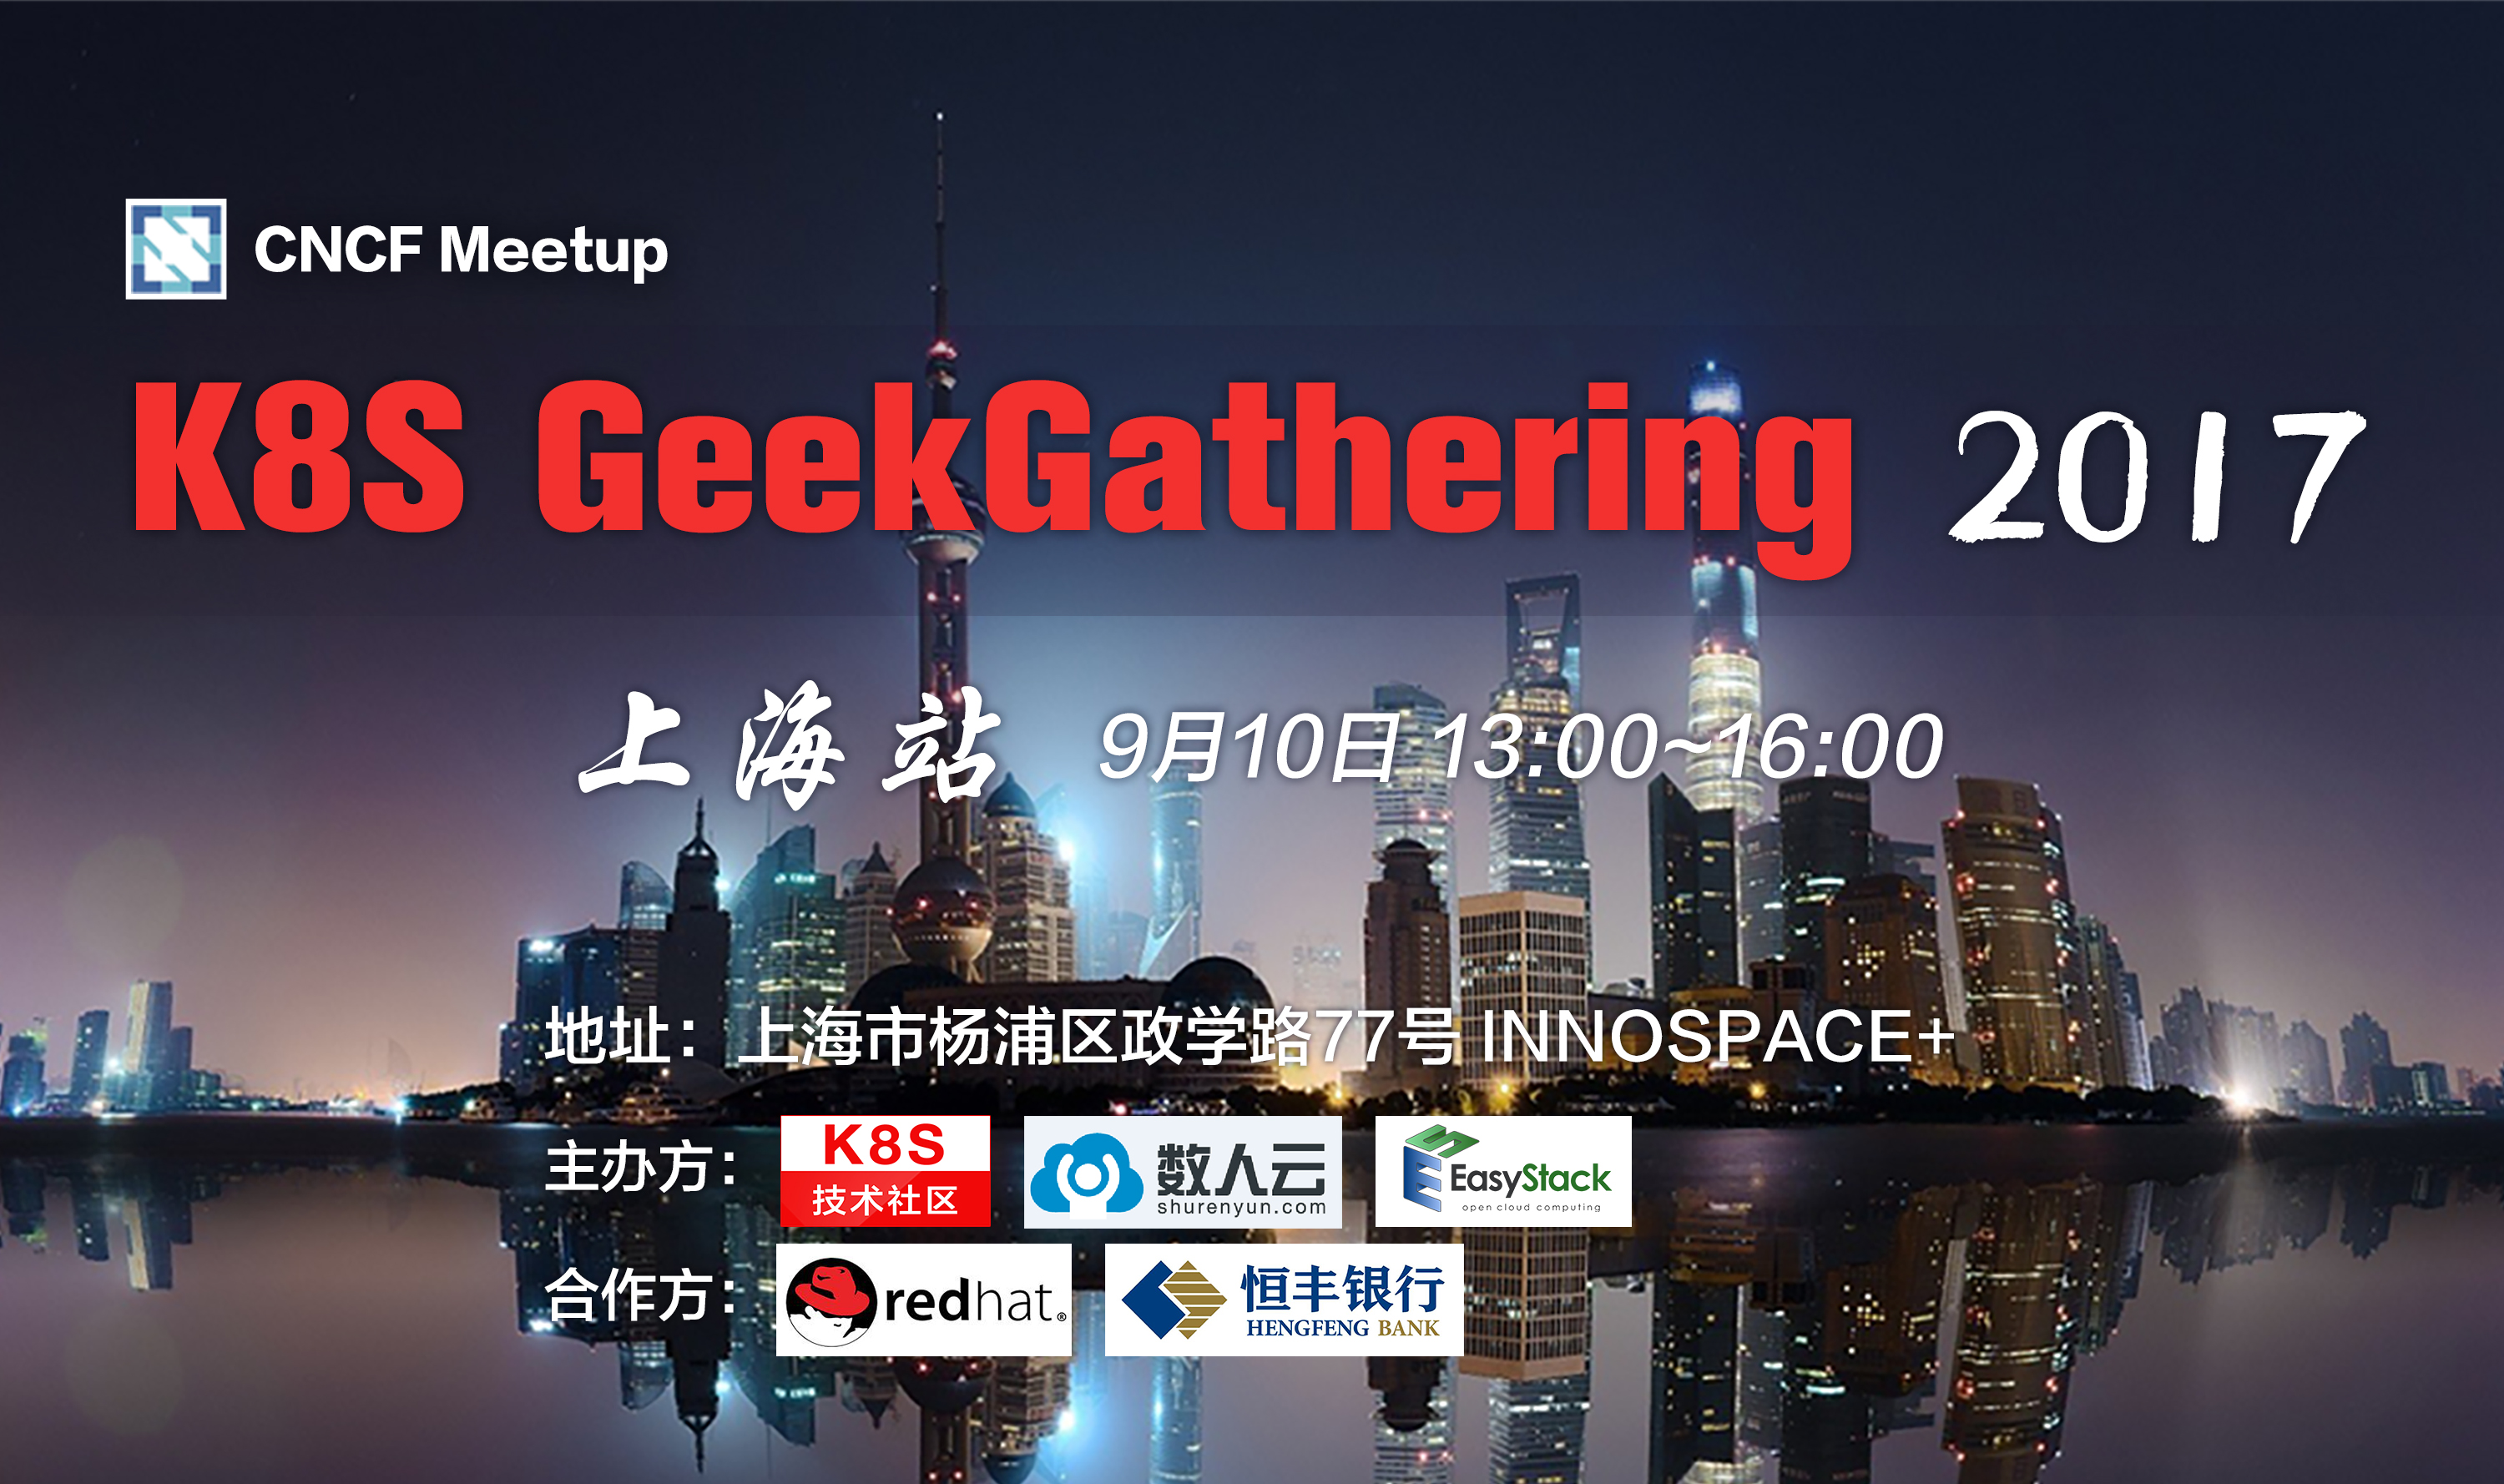 CNCF Meetup
K8S GeekGathering 2017
上海站 9月10日 13:00~16:00
地址：上海市杨浦区政学路77号 INNOSPACE+
主办方：
K8S
技术社区
数人云
shurenyun.com
EasyStack
open cloud computing
合作方：
redhat.®
恒丰银行
HENGFENG BANK